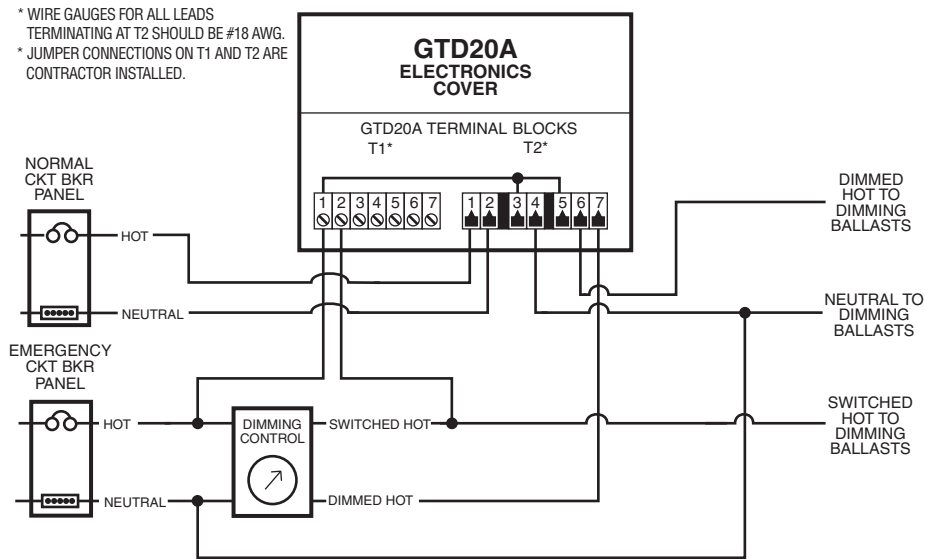 * WIRE GAUGES FOR ALL LEADS
TERMINATING AT T2 SHOULD BE #18 AWG.
* JUMPER CONNECTIONS ON T1 AND T2 ARE
CONTRACTOR INSTALLED.
GTD20A
ELECTRONICS
COVER
GTD20A TERMINAL BLOCKS
T1* T2*
1 2 3 4 5 6 7 1 2 3 4 5 6 7
NORMAL
CKT BKR
PANEL
HOT
NEUTRAL
DIMMED
HOT TO
DIMMING
BALLASTS
NEUTRAL TO
DIMMING
BALLASTS
EMERGENCY
CKT BKR
PANEL
HOT
NEUTRAL
DIMMING
CONTROL
SWITCHED HOT
DIMMED HOT
SWITCHED
HOT TO
DIMMING
BALLASTS